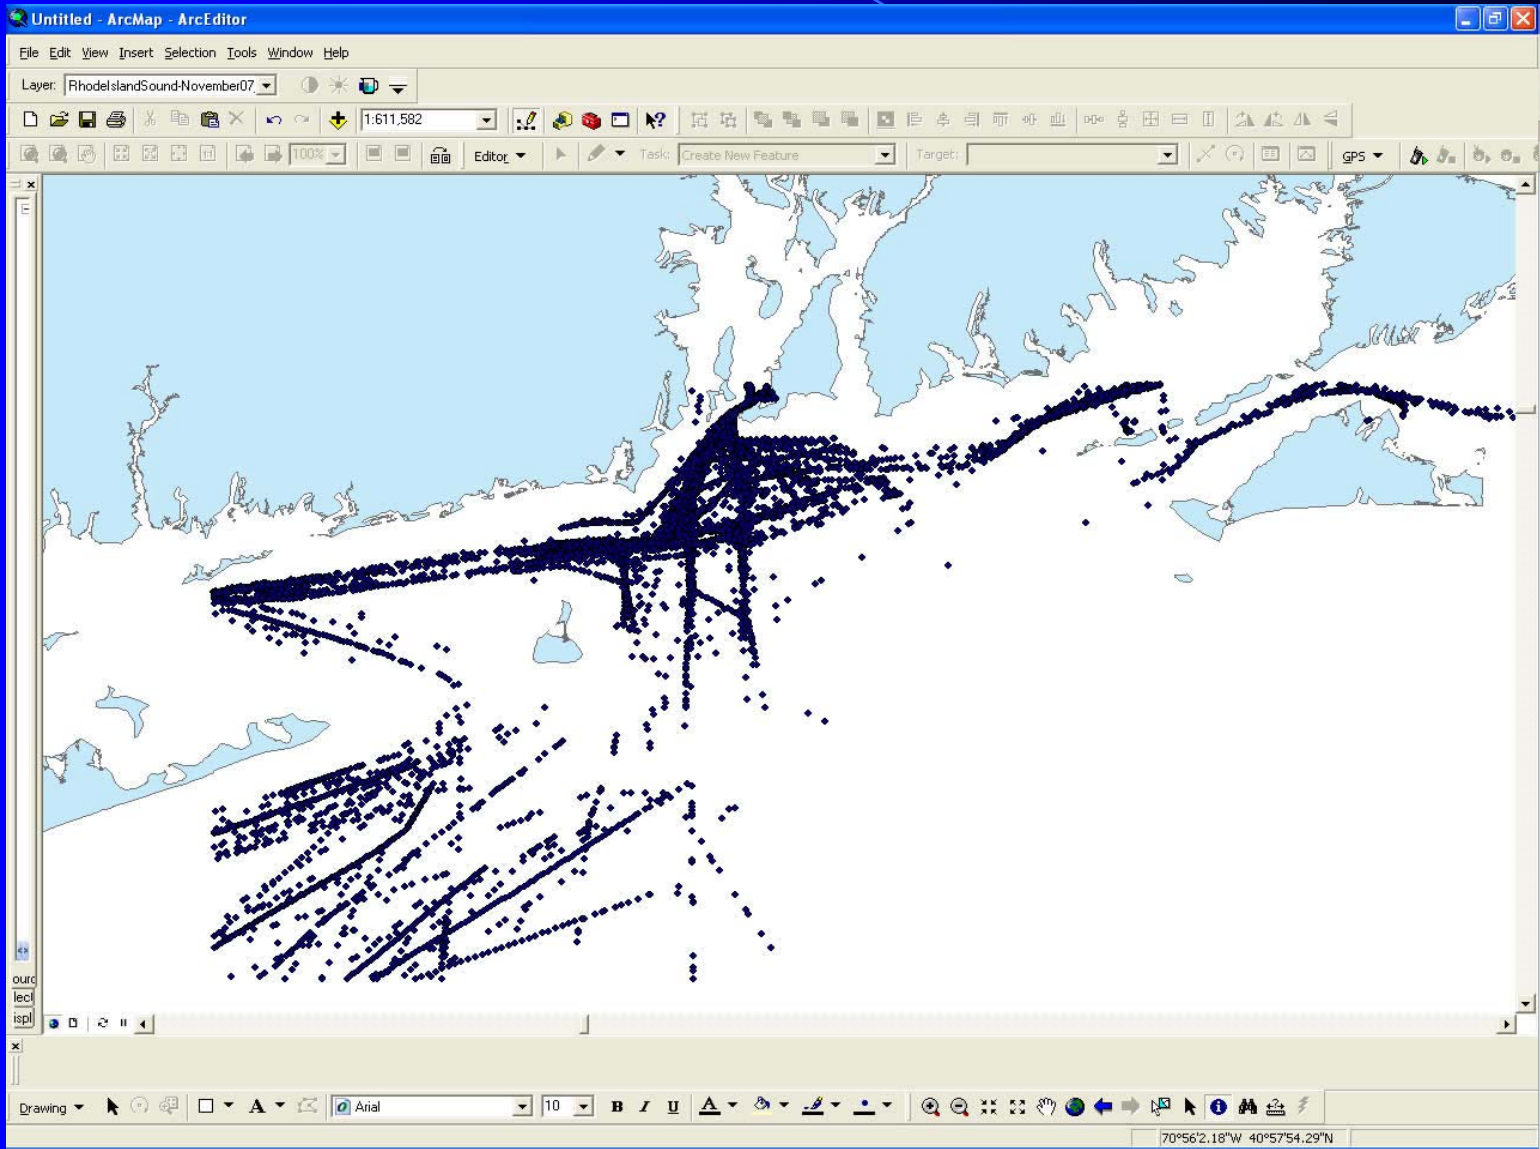 Untitled - ArcMap - ArcEditor
File Edit View Insert Selection Tools Window Help
Layer: RhodeIslandSound-November07
1:611,582
100% Editor Task: Create New Feature Target: GPS
ourc
lect
ispl
Drawing A Arial 10 B I U A
70°56'2.18"W 40°57'54.29"N